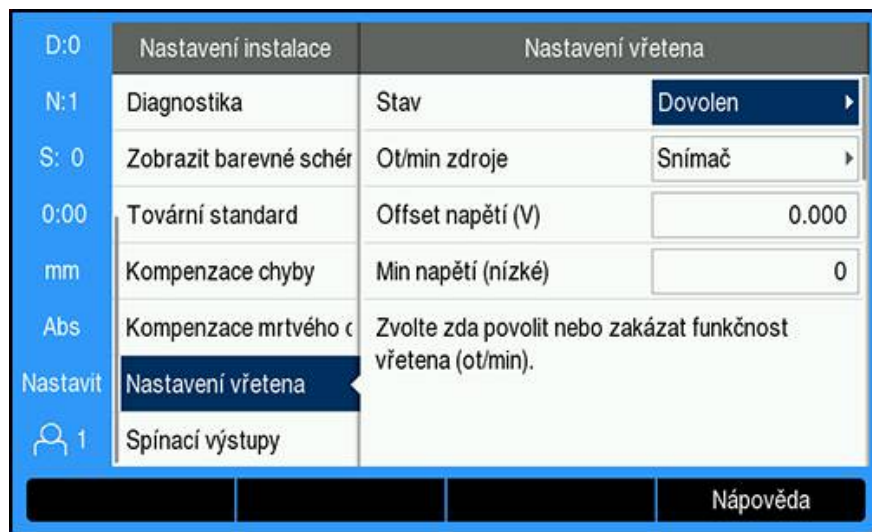 D:0
N:1
S: 0
0:00
mm
Abs
Nastavit
1
Nastavení instalace
Diagnostika
Zobrazit barevné schér
Tovární standard
Kompenzace chyby
Kompenzace mrtvého c
Nastavení vřetena
Spínací výstupy
Nastavení vřetena
Stav Dovolen
Ot/min zdroje Snímač
Offset napětí (V) 0.000
Min napětí (nízké) 0
Zvolte zda povolit nebo zakázat funkčnost
vřetena (ot/min).
Nápověda